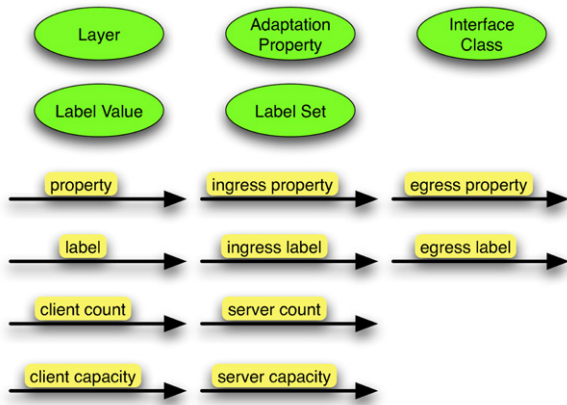 Layer
Adaptation
Property
Interface
Class
Label Value
Label Set
property
ingress property
egress property
label
ingress label
egress label
client count
server count
client capacity
server capacity